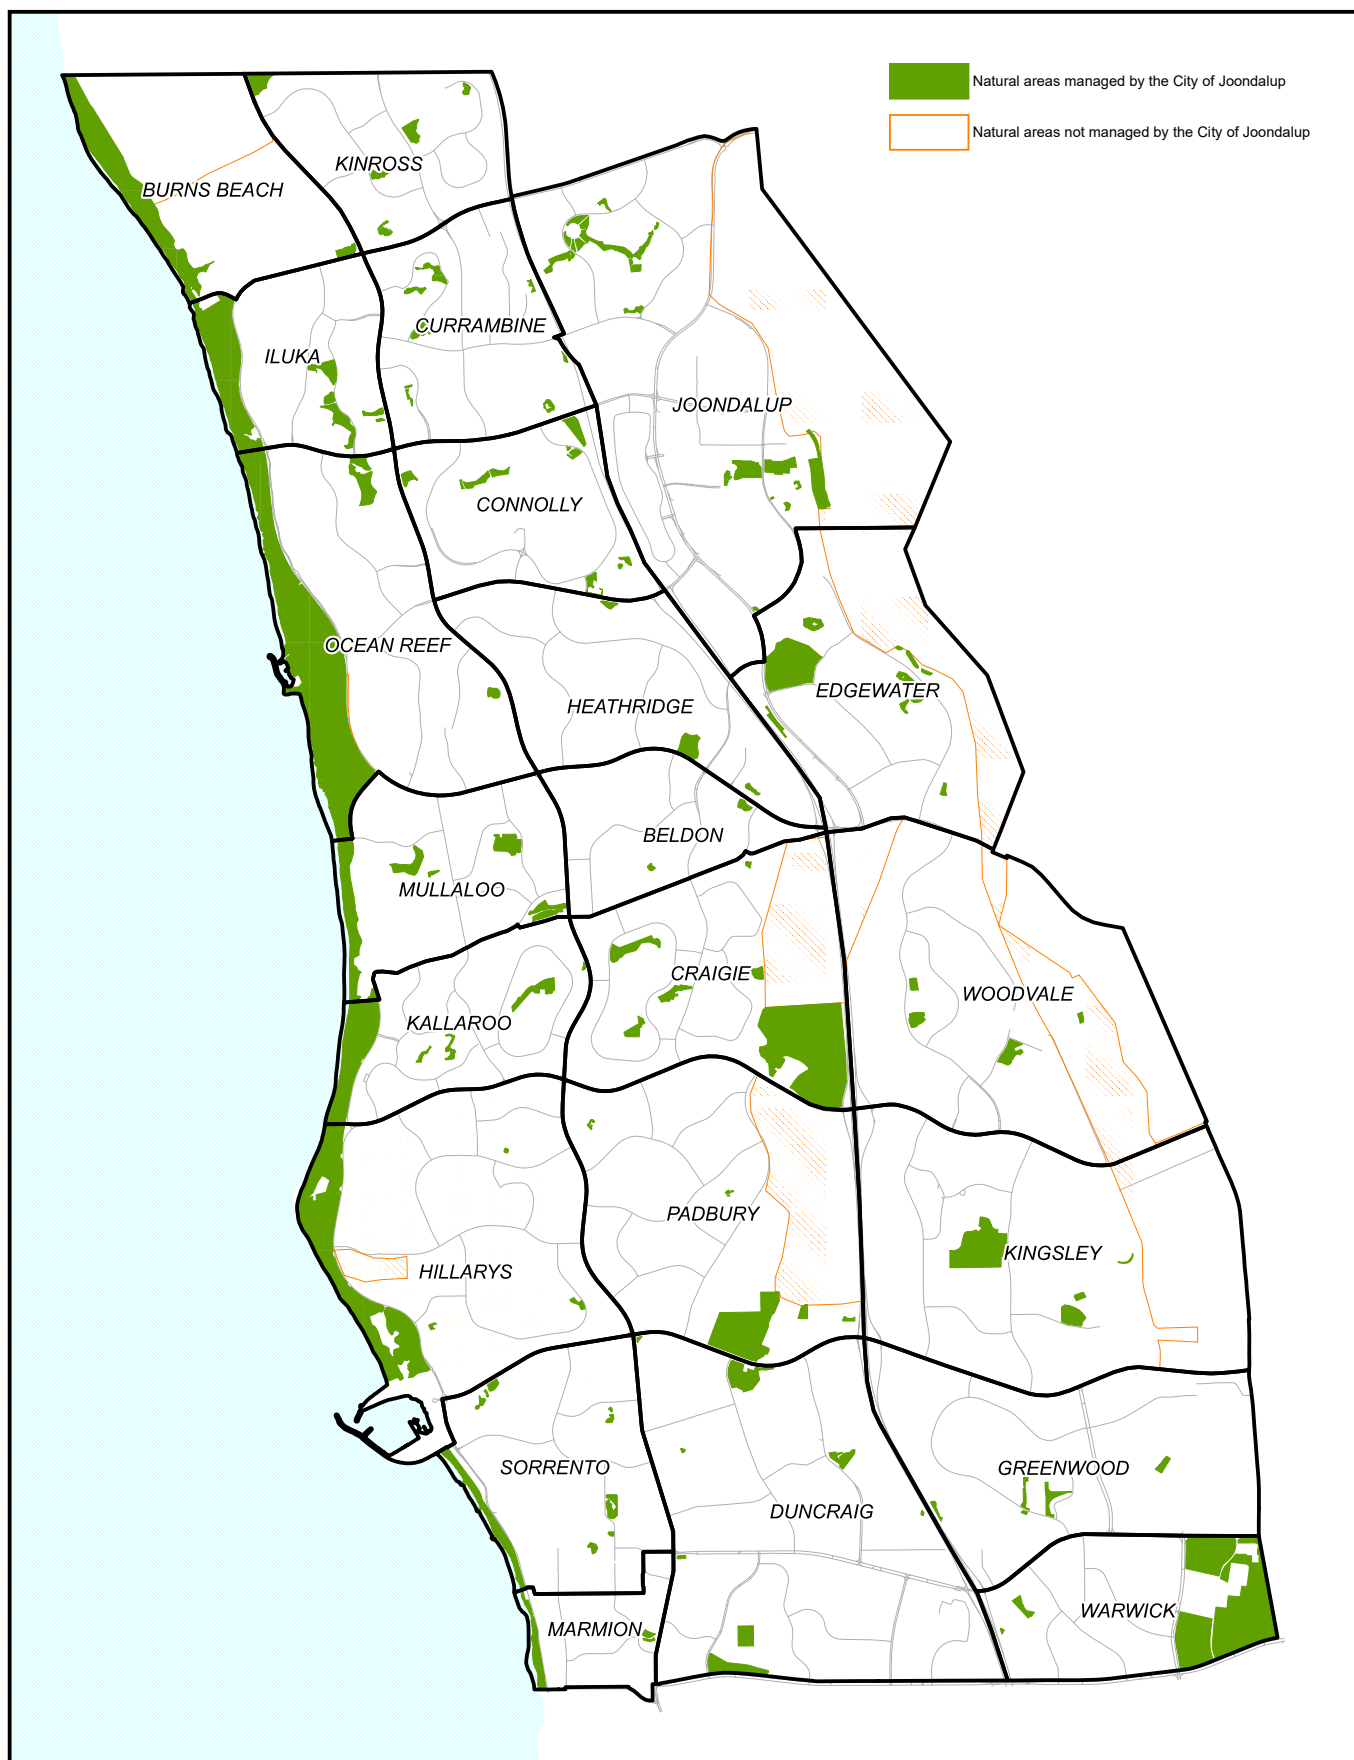 Natural areas managed by the City of Joondalup
Natural areas not managed by the City of Joondalup
KINROSS
BURNS BEACH
CURRAMBINE
ILUKA
JOONDALUP
CONNOLLY
OCEAN REEF
EDGEWATER
HEATHRIDGE
BELDON
MULLALOO
CRAIGIE
WOODVALE
KALLAROO
PADBURY
KINGSLEY
HILLARYS
SORRENTO
GREENWOOD
DUNCRAIG
WARWICK
MARMION